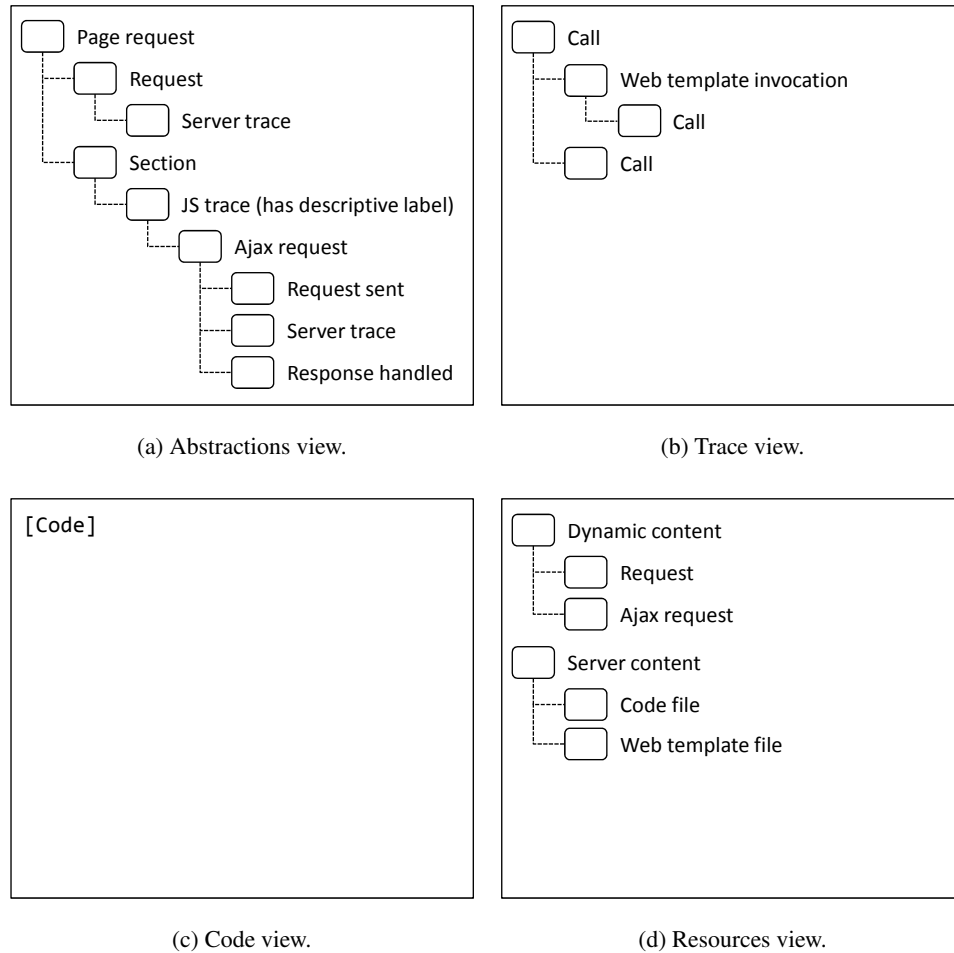 Page request
Request
Server trace
Section
JS trace (has descriptive label)
Ajax request
Request sent
Server trace
Response handled
(a) Abstractions view.
Call
Web template invocation
Call
Call
(b) Trace view.
[Code]
(c) Code view.
Dynamic content
Request
Ajax request
Server content
Code file
Web template file
(d) Resources view.